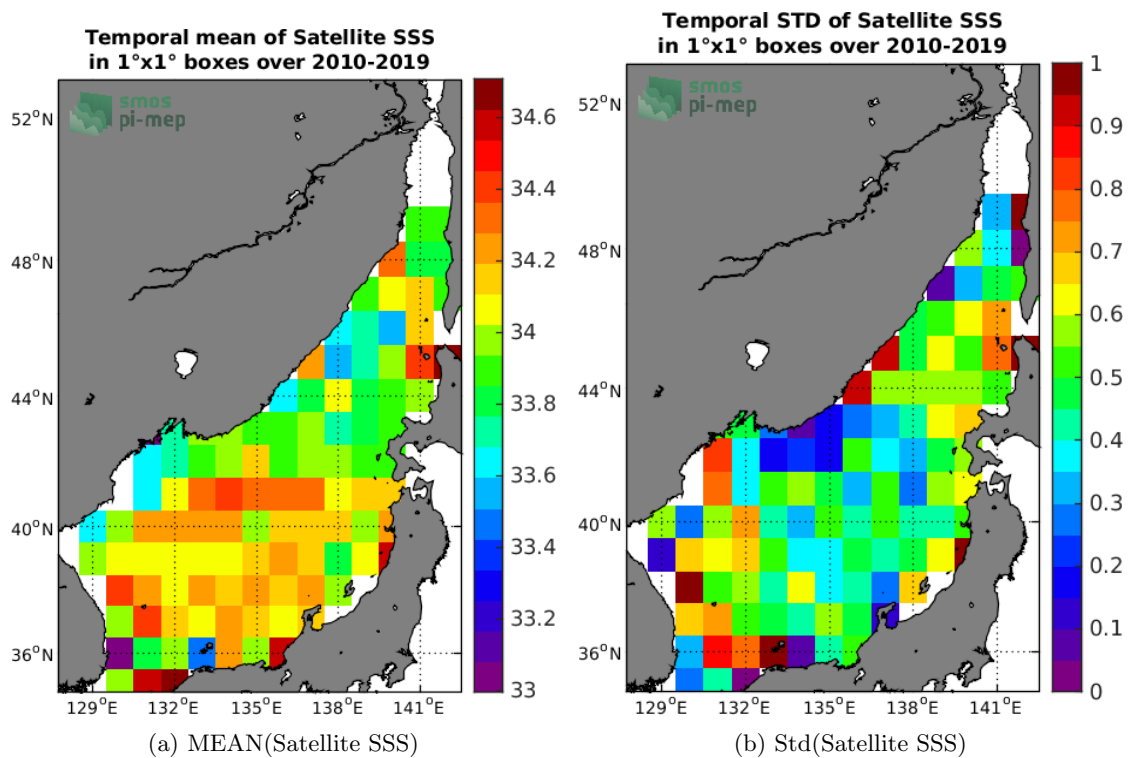 Temporal mean of Satellite SSS
in 1°x1° boxes over 2010-2019
smos
pi-mep
52°N
48°N
44°N
40°N
36°N
129°E
132°E
135°E
138°E
141°E
34.6
34.4
34.2
34
33.8
33.6
33.4
33.2
33
(a) MEAN(Satellite SSS)
Temporal STD of Satellite SSS
in 1°x1° boxes over 2010-2019
smos
pi-mep
52°N
48°N
44°N
40°N
36°N
129°E
132°E
135°E
138°E
141°E
1
0.9
0.8
0.7
0.6
0.5
0.4
0.3
0.2
0.1
0
(b) Std(Satellite SSS)